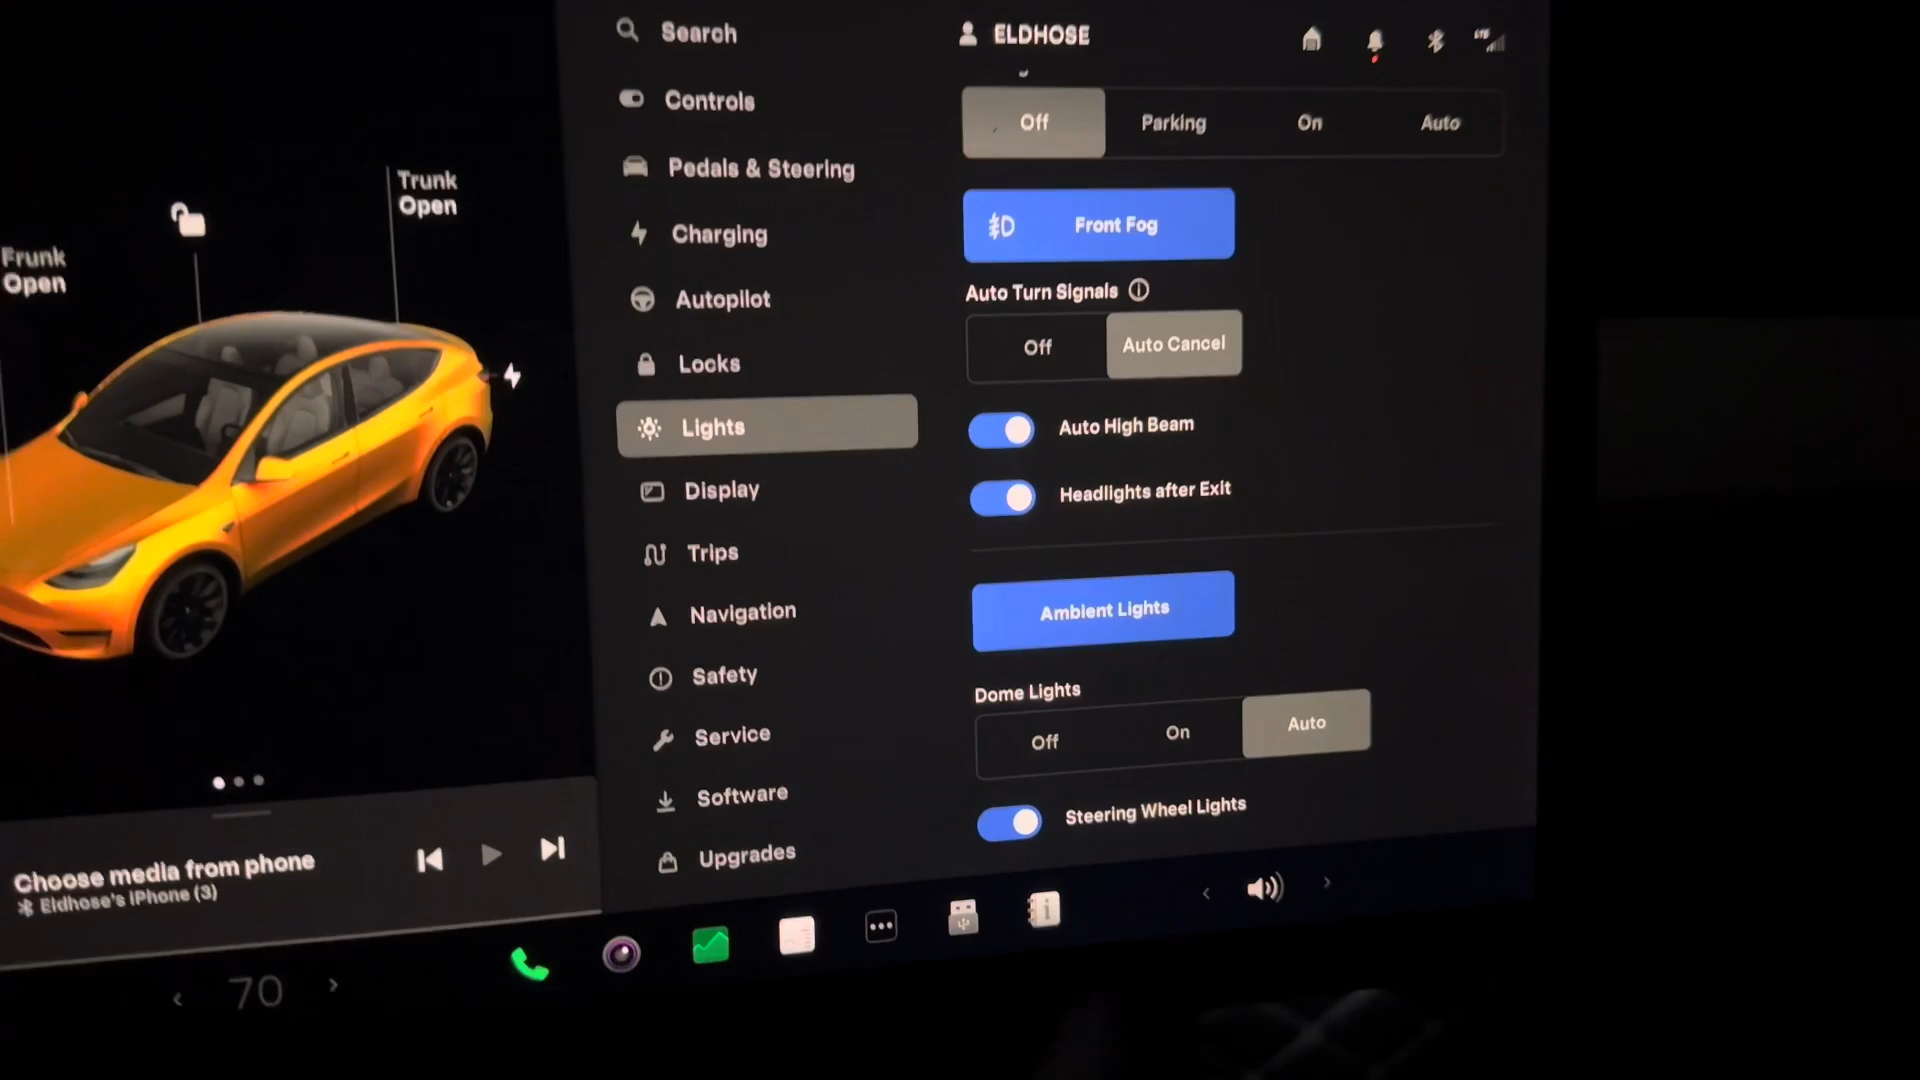 Search
Controls
Pedals & Steering
Charging
Autopilot
Locks
Lights
Display
Trips
Navigation
Safety
Service
Software
Upgrades
ELDHOSE
LTE
Off Parking On Auto
Front Fog
Auto Turn Signals
Off Auto Cancel
Auto High Beam
Headlights after Exit
Ambient Lights
Dome Lights
Off On Auto
Steering Wheel Lights
Trunk
Open
Frunk
Open
Choose media from phone
Eldhose's iPhone (3)
70